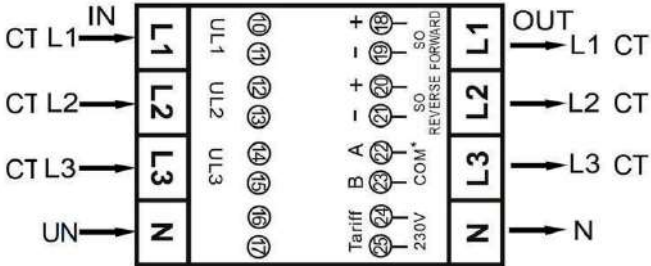 IN
OUT
CT L1
L1
UL1
10
11
+ 18
- 19
SO
FORWARD
L1
L1 CT
CT L2
L2
UL2
12
13
+ 20
- 21
SO
REVERSE
L2
L2 CT
CT L3
L3
UL3
14
15
A 22
B 23
COM*
L3
L3 CT
UN
N
16
17
Tariff
24
25
230V
N
N